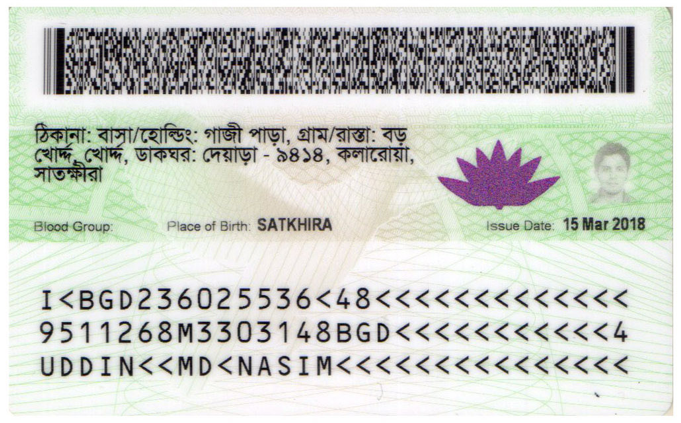 ঠিকানা: বাসা/হোল্ডিং: গাজী পাড়া, গ্রাম/রাস্তা: বড়
খোর্দ্দ, খোর্দ্দ, ডাকঘর: দেয়াড়া - ৯৪১৪, কলারোয়া,
সাতক্ষীরা
Blood Group: Place of Birth: SATKHIRA Issue Date: 15 Mar 2018
I<BGD236025536<48<<<<<<<<<<<<<
9511268M3303148BGD<<<<<<<<<<<4
UDDIN<<MD<NASIM<<<<<<<<<<<<<<<